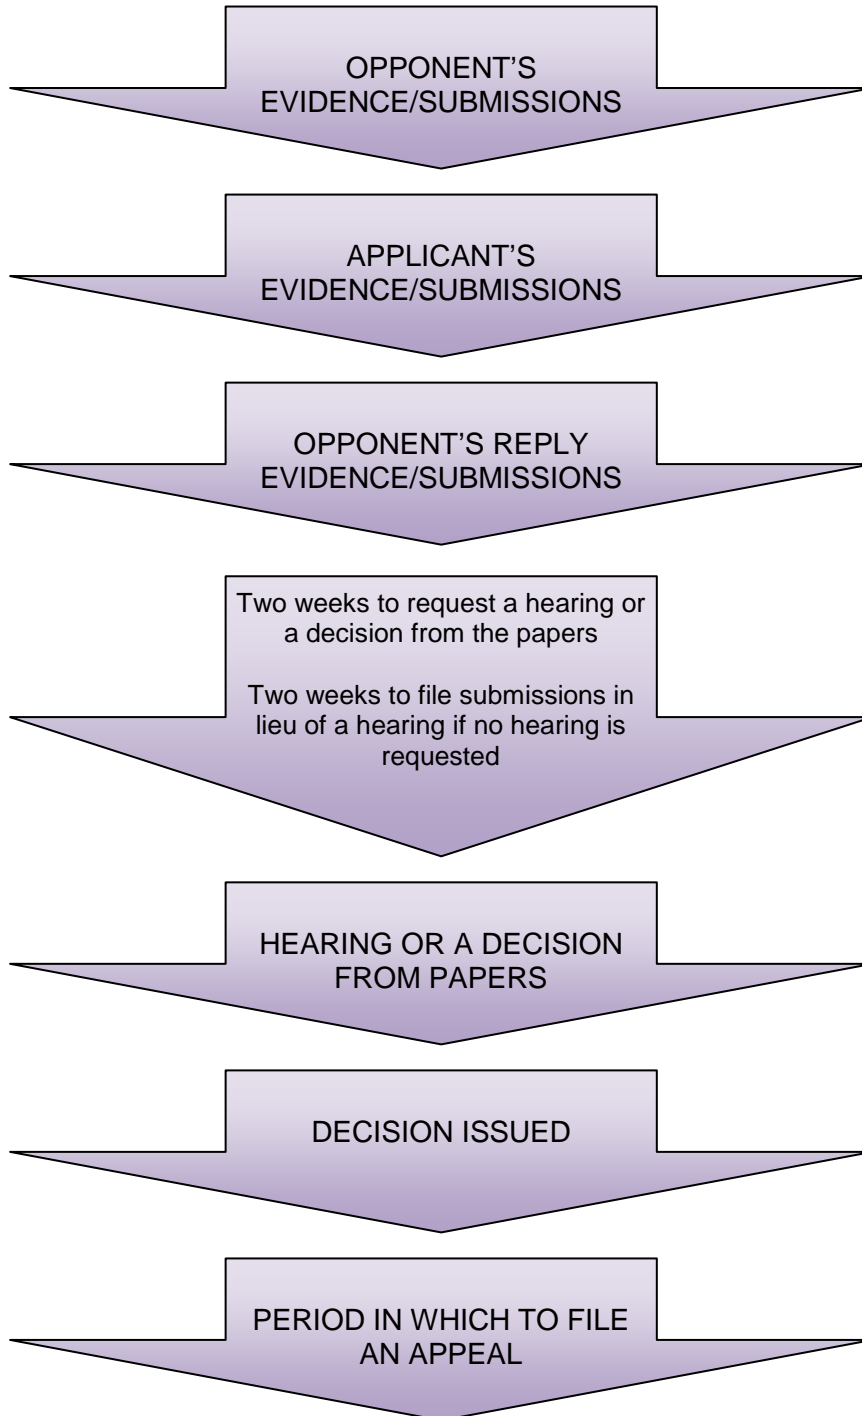 OPPONENT’S
EVIDENCE/SUBMISSIONS
APPLICANT’S
EVIDENCE/SUBMISSIONS
OPPONENT’S REPLY
EVIDENCE/SUBMISSIONS
Two weeks to request a hearing or
a decision from the papers
Two weeks to file submissions in
lieu of a hearing if no hearing is
requested
HEARING OR A DECISION
FROM PAPERS
DECISION ISSUED
PERIOD IN WHICH TO FILE
AN APPEAL